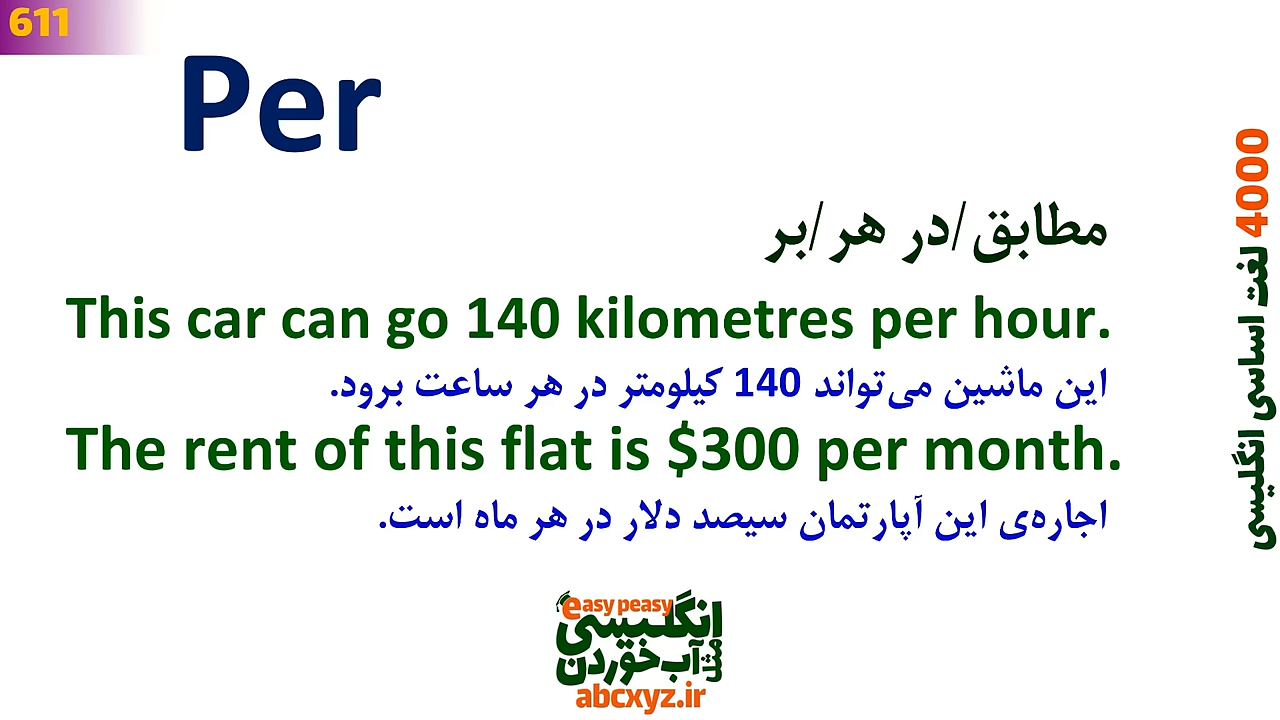 611
Per
مطابق/در هر/بر
This car can go 140 kilometres per hour.
این ماشین می‌تواند 140 کیلومتر در هر ساعت برود.
The rent of this flat is $300 per month.
اجاره‌ی این آپارتمان سیصد دلار در هر ماه است.
4000 لغت اساسی انگلیسی
easy peasy
انگلیسی
مثل آب خوردن
abcxyz.ir